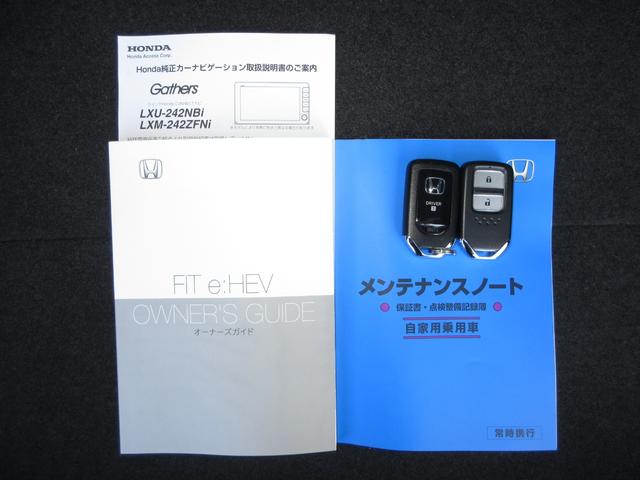 HONDA
Honda Access Corp.
Honda純正カーナビゲーション取扱説明書のご案内
Gathers
LXU-242NBi
LXM-242ZFNi
FIT e:HEV
OWNER'S GUIDE
オーナーズガイド
DRIVER
1
メンテナンスノート
保証書・点検整備記録簿
自家用乗用車
常時携行